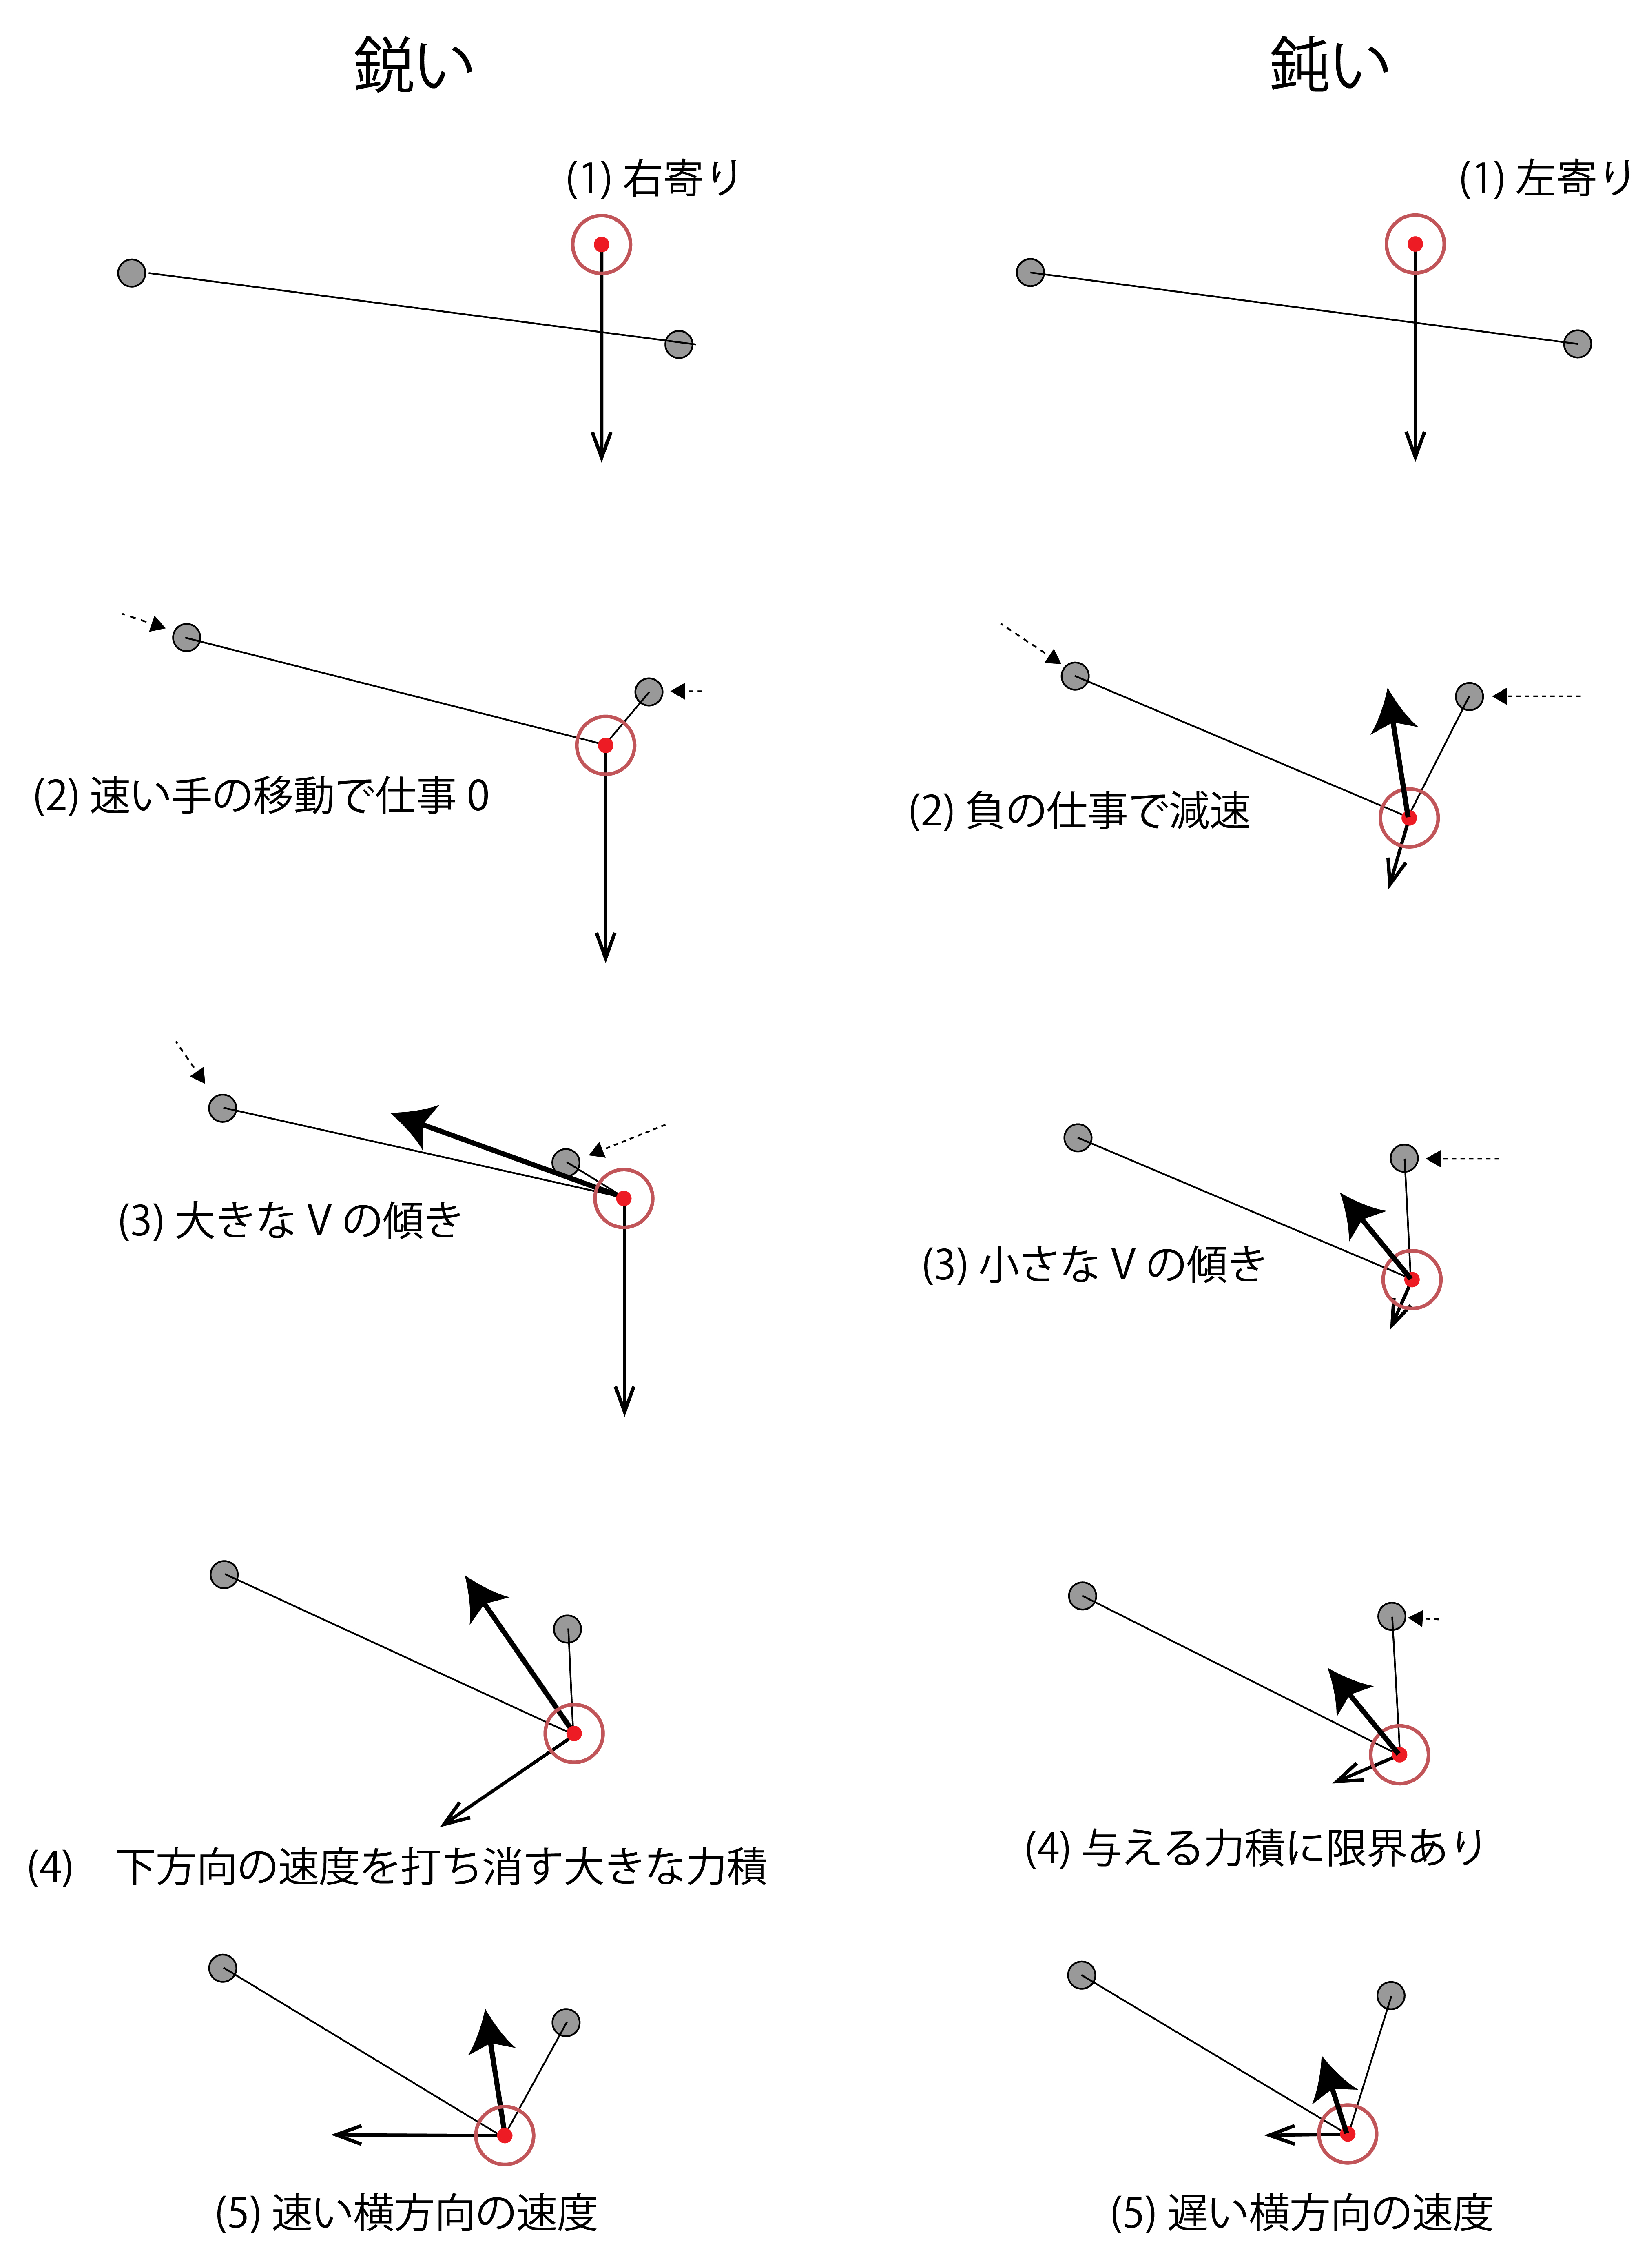 鋭い
鈍い
(1) 右寄り
(1) 左寄り
(2) 速い手の移動で仕事 0
(2) 負の仕事で減速
(3) 大きな V の傾き
(3) 小さな V の傾き
(4)　下方向の速度を打ち消す大きな力積
(4) 与える力積に限界あり
(5) 速い横方向の速度
(5) 遅い横方向の速度